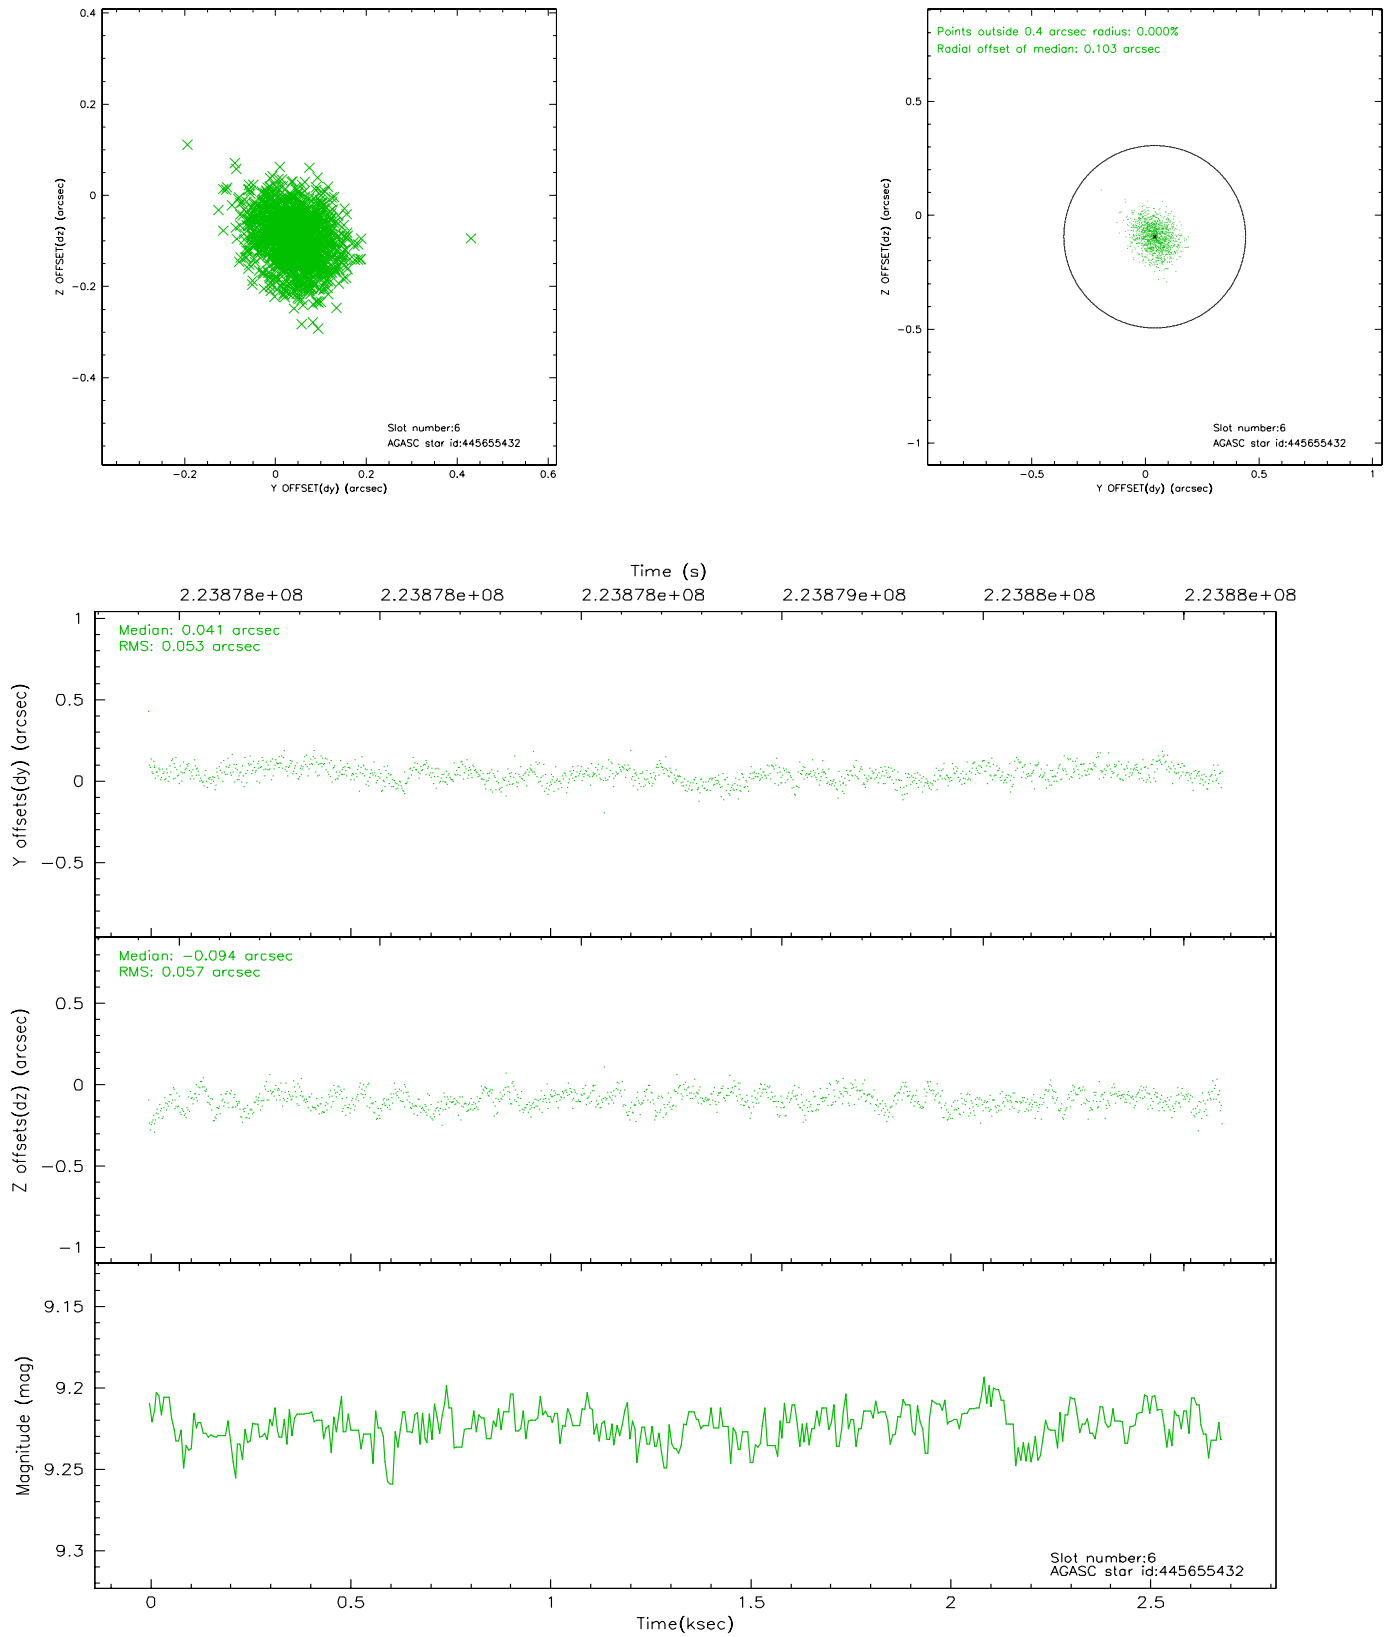 0.4
0.2
0
−0.2
−0.4
Z OFFSET(dz) (arcsec)
Slot number:6
AGASC star id:445655432
−0.2 0 0.2 0.4 0.6
Y OFFSET(dy) (arcsec)
Points outside 0.4 arcsec radius: 0.000%
Radial offset of median: 0.103 arcsec
0.5
0
−0.5
−1
Z OFFSET(dz) (arcsec)
Slot number:6
AGASC star id:445655432
−0.5 0 0.5 1
Y OFFSET(dy) (arcsec)
Time (s)
2.23878e+08 2.23878e+08 2.23878e+08 2.23879e+08 2.2388e+08 2.2388e+08
Median: 0.041 arcsec
RMS: 0.053 arcsec
1
0.5
0
−0.5
Y offsets(dy) (arcsec)
Median: −0.094 arcsec
RMS: 0.057 arcsec
0.5
0
−0.5
−1
Z offsets(dz) (arcsec)
9.15
9.2
9.25
9.3
Magnitude (mag)
Slot number:6
AGASC star id:445655432
0 0.5 1 1.5 2 2.5
Time(ksec)